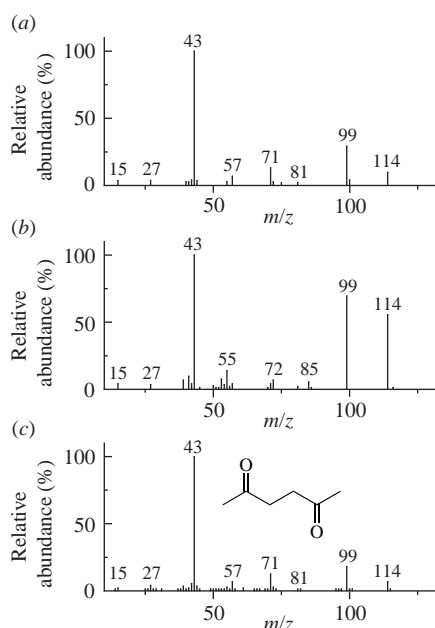 (a)
Relative
abundance (%)
100
50
0
43
15
27
57
71
81
99
114
50
100
m/z
(b)
Relative
abundance (%)
100
50
0
43
15
27
55
72
85
99
114
50
100
m/z
(c)
Relative
abundance (%)
100
50
0
43
O
O
15
27
57
71
81
99
114
50
100
m/z